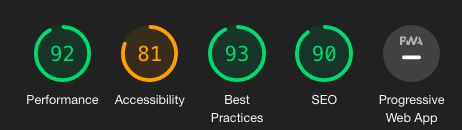 92
81
93
90
PWA
Performance
Accessibility
Best
Practices
SEO
Progressive
Web App